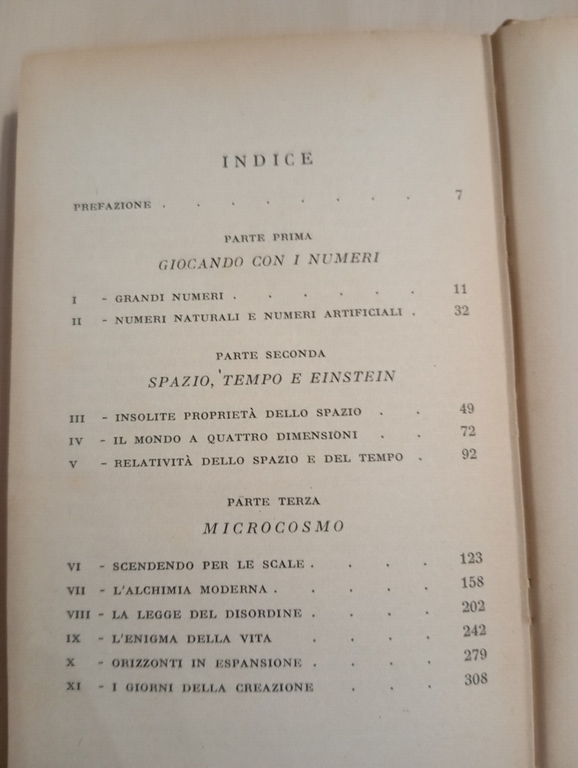 INDICE
PREFAZIONE . . . . . . . . 7
PARTE PRIMA
GIOCANDO CON I NUMERI
I - GRANDI NUMERI . . . . . . 11
II - NUMERI NATURALI E NUMERI ARTIFICIALI . 32
PARTE SECONDA
SPAZIO, TEMPO E EINSTEIN
III - INSOLITE PROPRIETÀ DELLO SPAZIO . . 49
IV - IL MONDO A QUATTRO DIMENSIONI . . 72
V - RELATIVITÀ DELLO SPAZIO E DEL TEMPO . 92
PARTE TERZA
MICROCOSMO
VI - SCENDENDO PER LE SCALE . . . . 123
VII - L'ALCHIMIA MODERNA . . . . . 158
VIII - LA LEGGE DEL DISORDINE . . . . 202
IX - L'ENIGMA DELLA VITA . . . . 242
X - ORIZZONTI IN ESPANSIONE . . . . 279
XI - I GIORNI DELLA CREAZIONE . . . 308